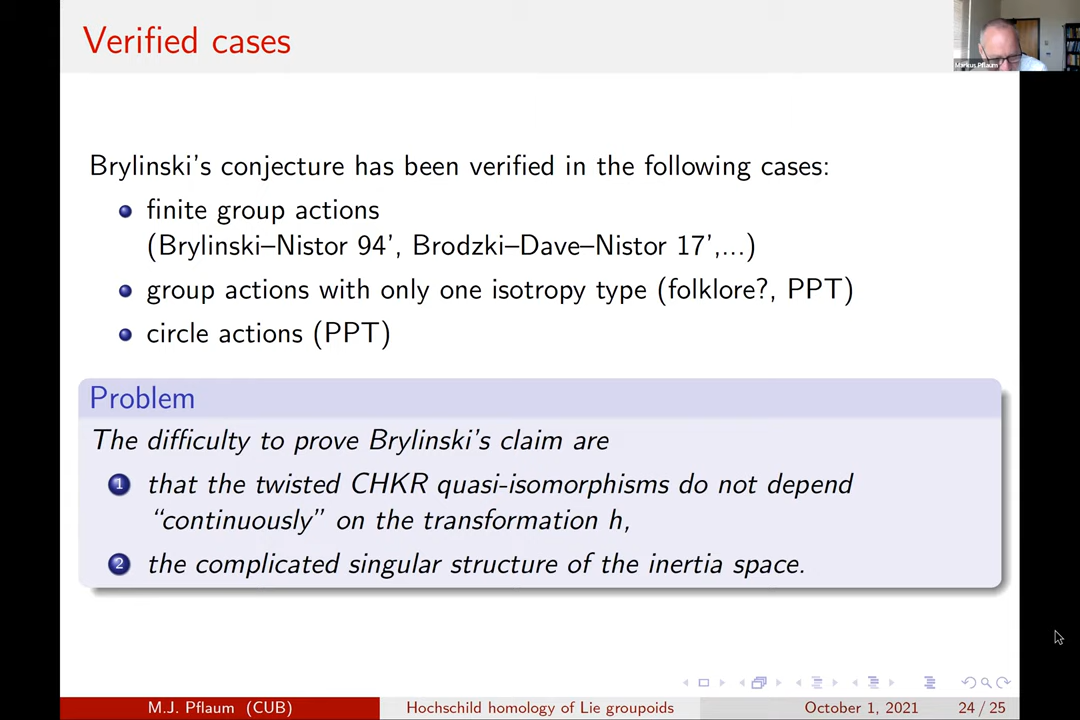 Verified cases
Markus Pflaum
Brylinski's conjecture has been verified in the following cases:
finite group actions
(Brylinski–Nistor 94', Brodzki–Dave–Nistor 17',...)
group actions with only one isotropy type (folklore?, PPT)
circle actions (PPT)
Problem
The difficulty to prove Brylinski's claim are
1 that the twisted CHKR quasi-isomorphisms do not depend
"continuously" on the transformation h,
2 the complicated singular structure of the inertia space.
M.J. Pflaum (CUB) Hochschild homology of Lie groupoids October 1, 2021 24 / 25